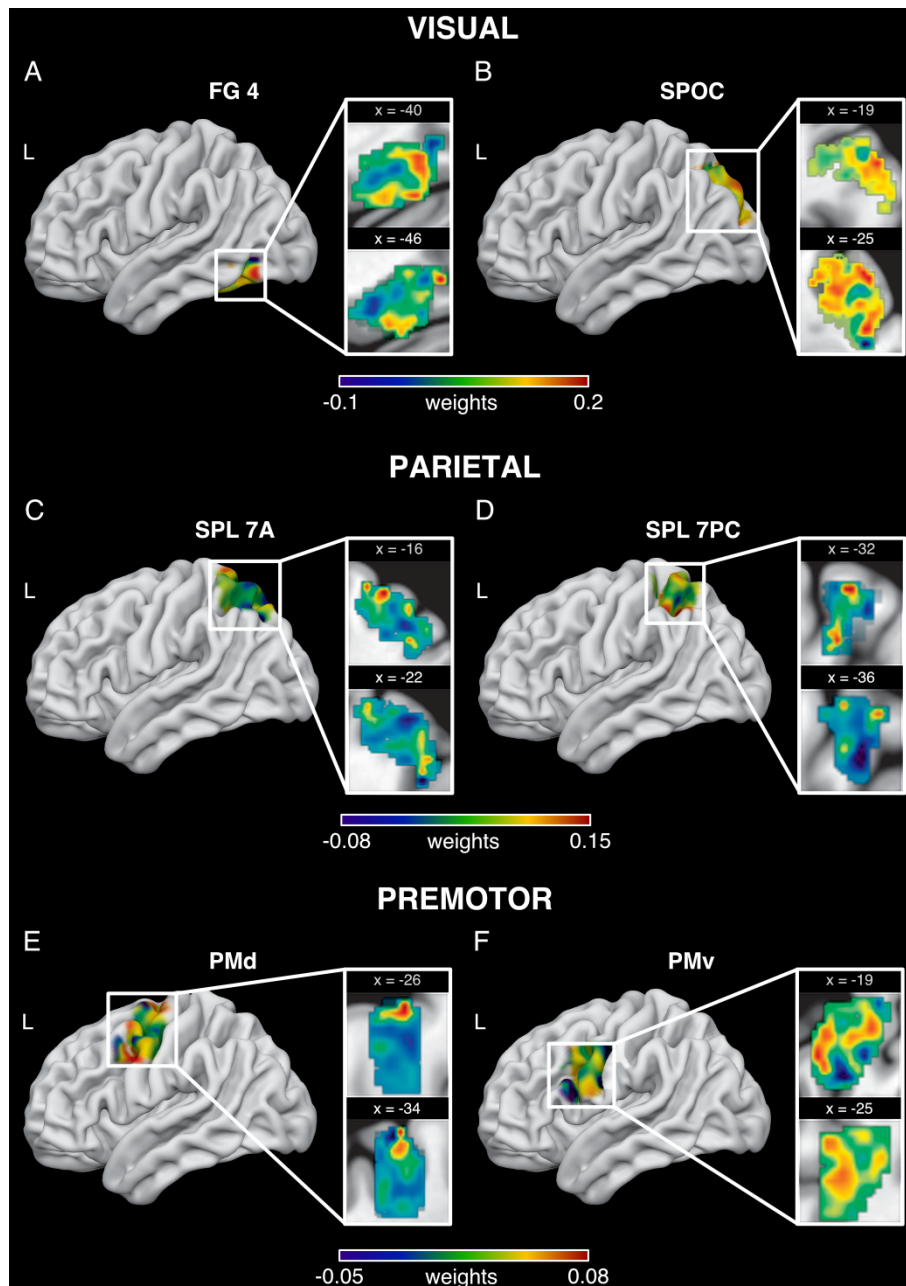 VISUAL
A
FG 4
L
x = -40
x = -46
B
SPOC
L
x = -19
x = -25
-0.1 weights 0.2
PARIETAL
C
SPL 7A
L
x = -16
x = -22
D
SPL 7PC
L
x = -32
x = -36
-0.08 weights 0.15
PREMOTOR
E
PMd
L
x = -26
x = -34
F
PMv
L
x = -19
x = -25
-0.05 weights 0.08